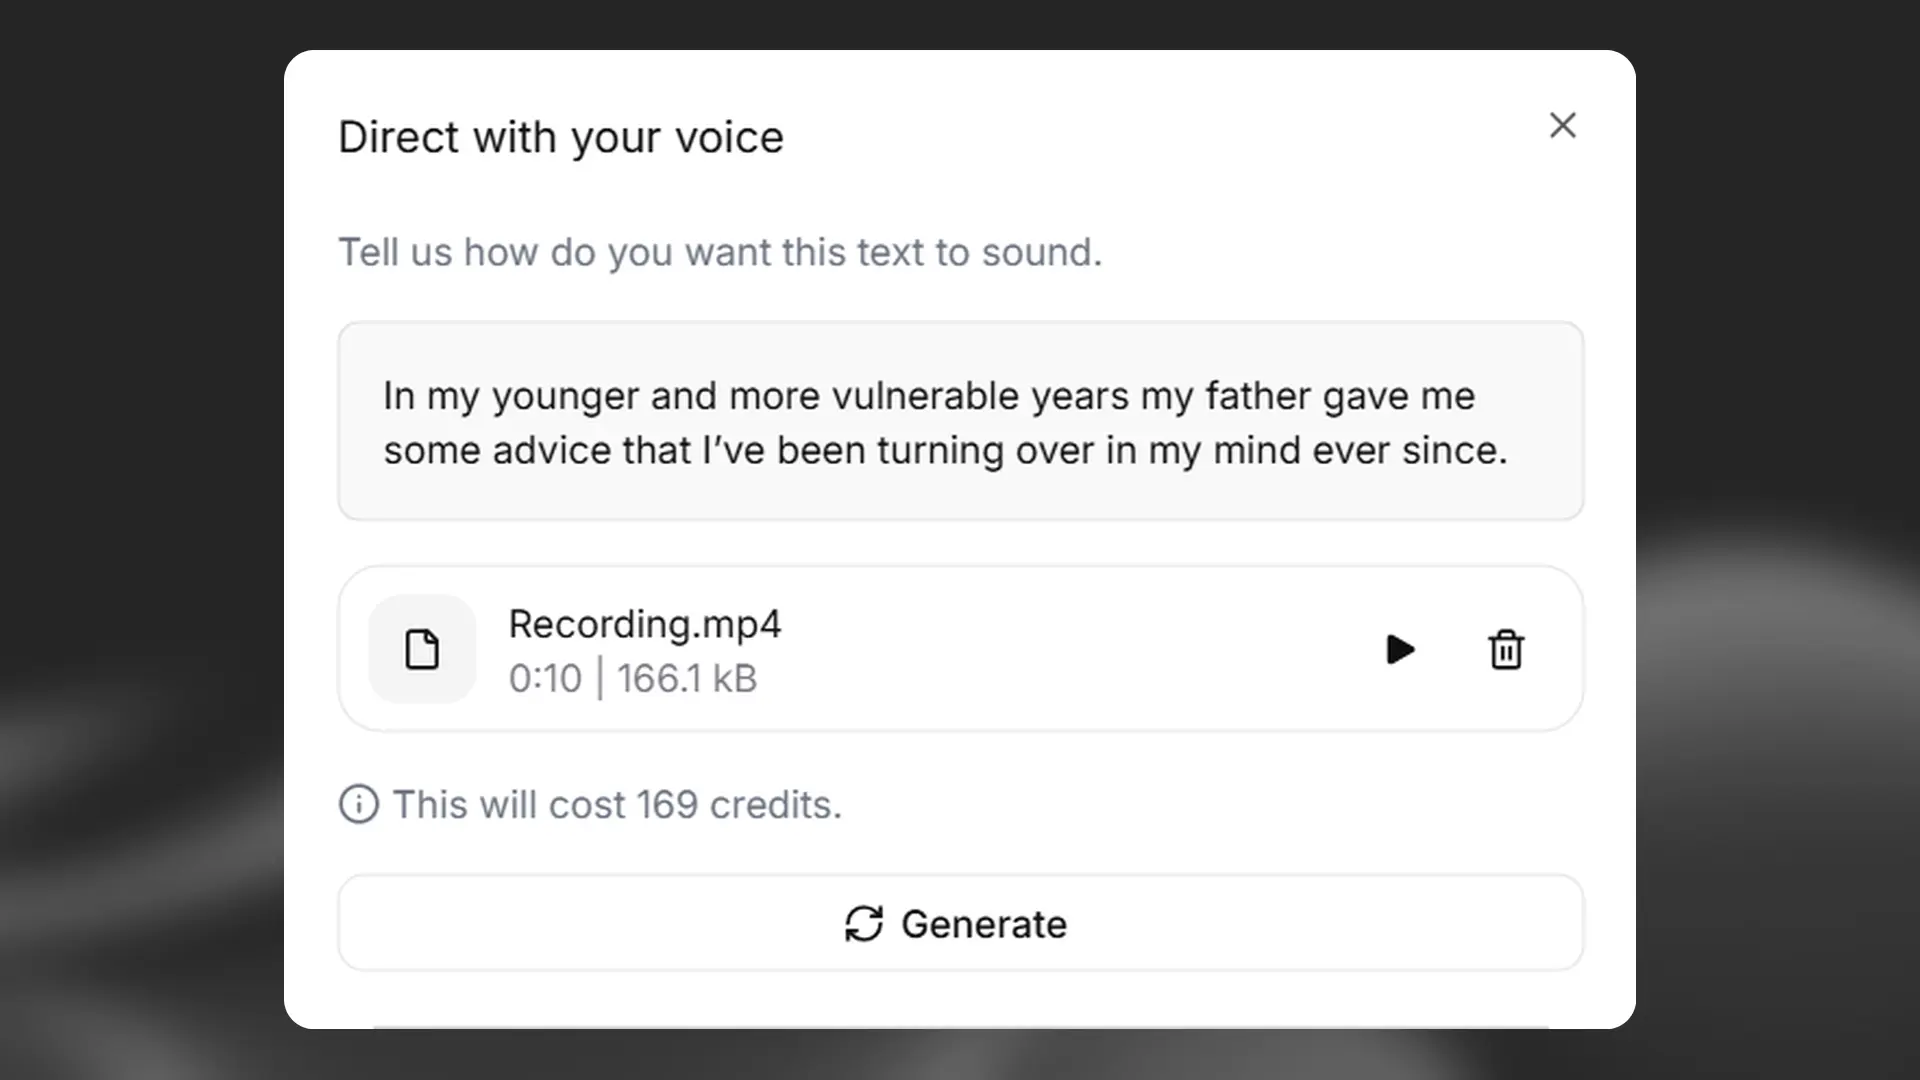 Direct with your voice
Tell us how do you want this text to sound.
In my younger and more vulnerable years my father gave me
some advice that I’ve been turning over in my mind ever since.
Recording.mp4
0:10 | 166.1 kB
This will cost 169 credits.
Generate